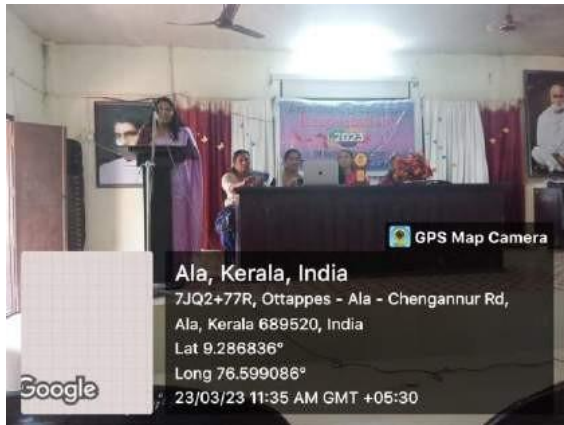 2023
GPS Map Camera
Ala, Kerala, India
7JQ2+77R, Ottappes - Ala - Chengannur Rd,
Ala, Kerala 689520, India
Lat 9.286836°
Long 76.599086°
23/03/23 11:35 AM GMT +05:30
Google